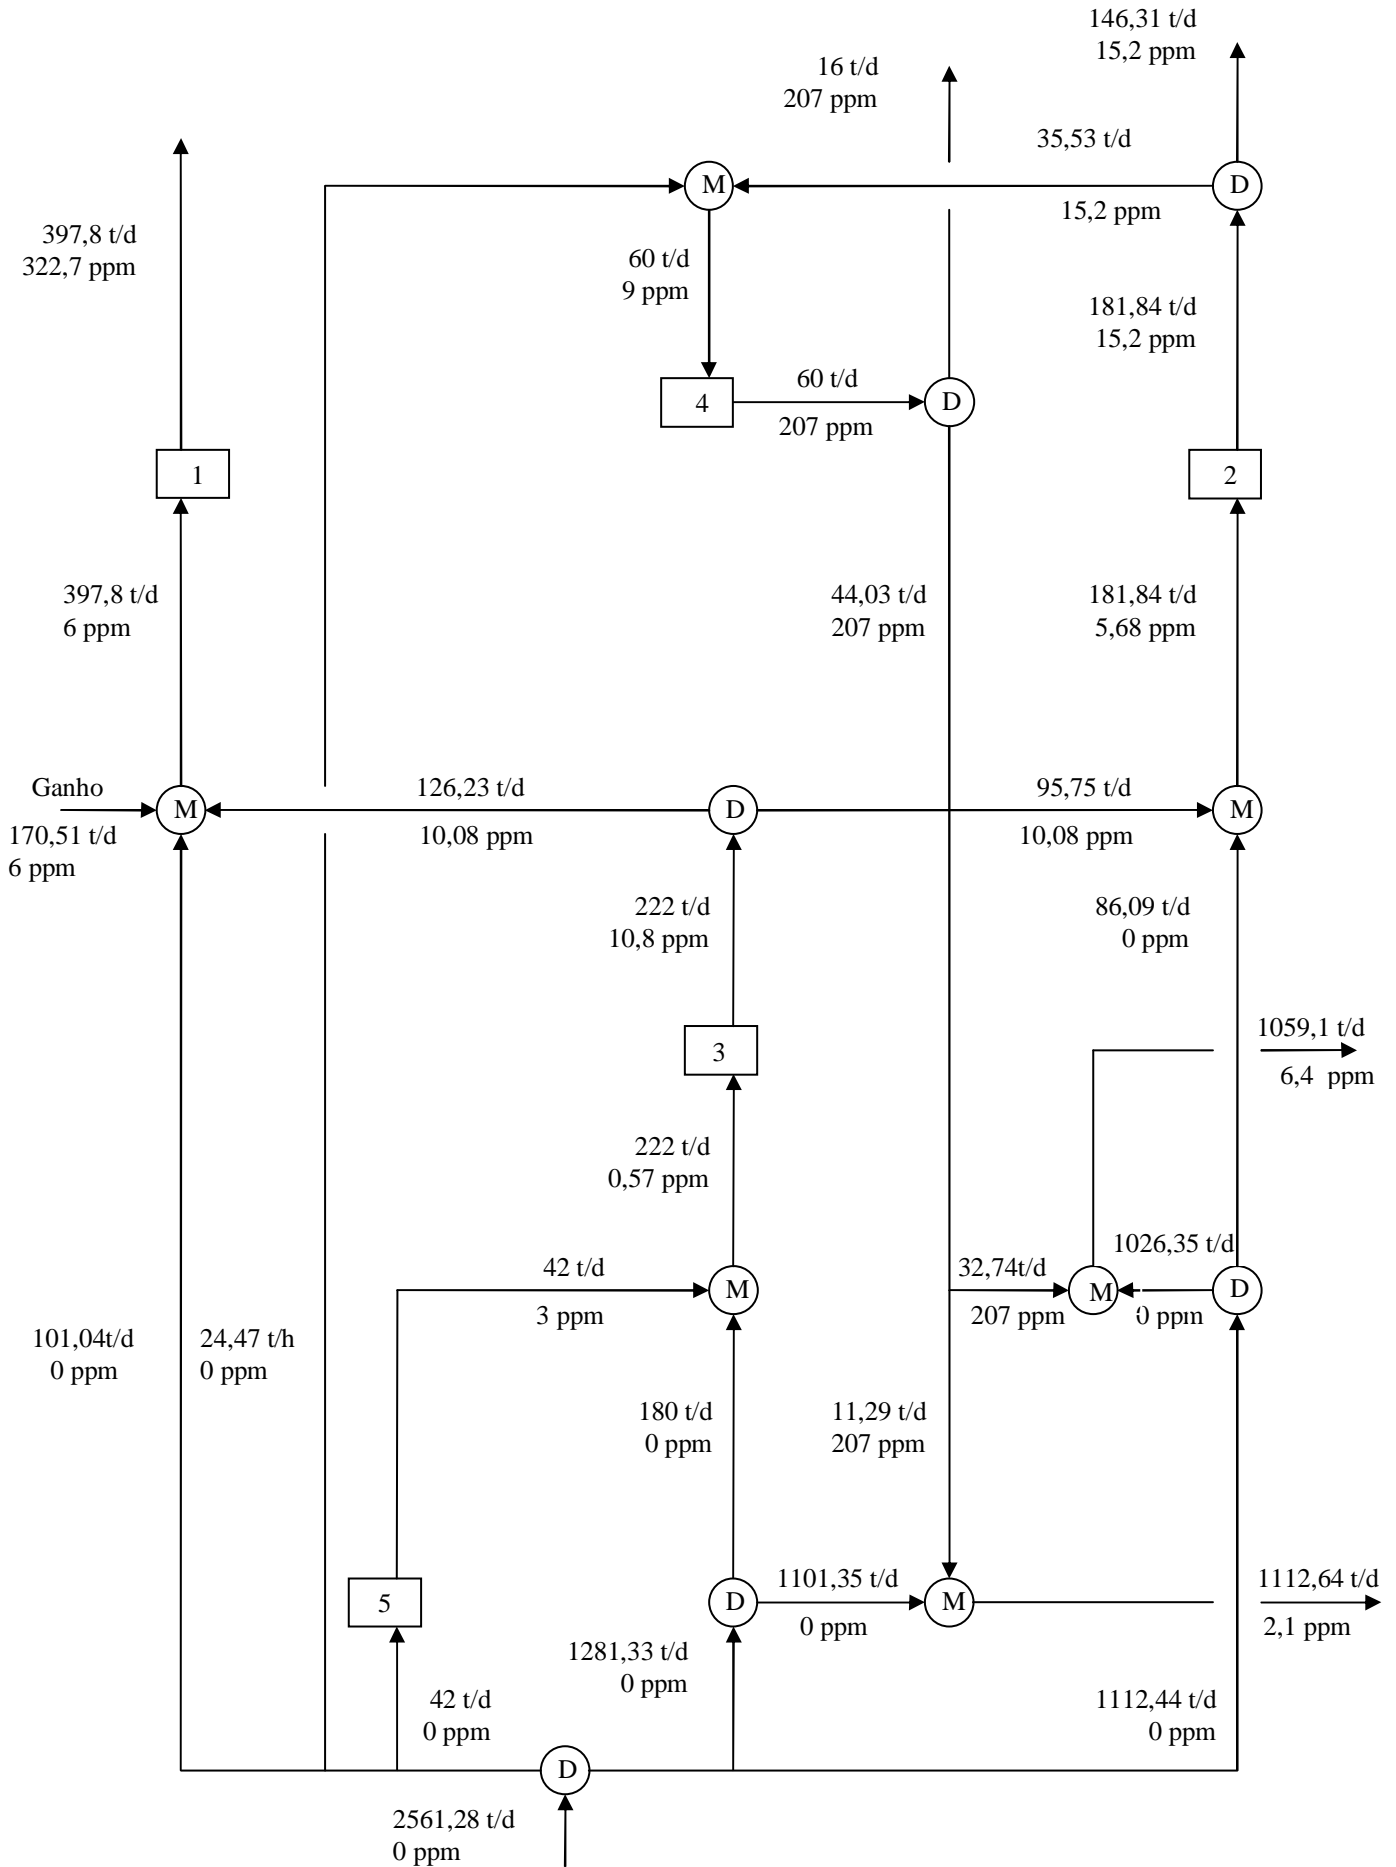 146,31 t/d
15,2 ppm
16 t/d
207 ppm
35,53 t/d
M
D
15,2 ppm
397,8 t/d
322,7 ppm
60 t/d
9 ppm
181,84 t/d
15,2 ppm
60 t/d
4
D
207 ppm
1
2
397,8 t/d
6 ppm
44,03 t/d
207 ppm
181,84 t/d
5,68 ppm
Ganho
126,23 t/d
95,75 t/d
M
D
M
170,51 t/d
6 ppm
10,08 ppm
10,08 ppm
222 t/d
10,8 ppm
86,09 t/d
0 ppm
1059,1 t/d
3
6,4 ppm
222 t/d
0,57 ppm
42 t/d
1026,35 t/d
32,74t/d
M
M
D
3 ppm
207 ppm
0 ppm
101,04t/d
0 ppm
24,47 t/h
0 ppm
180 t/d
0 ppm
11,29 t/d
207 ppm
1101,35 t/d
1112,64 t/d
5
D
M
0 ppm
2,1 ppm
1281,33 t/d
0 ppm
42 t/d
0 ppm
1112,44 t/d
0 ppm
D
2561,28 t/d
0 ppm